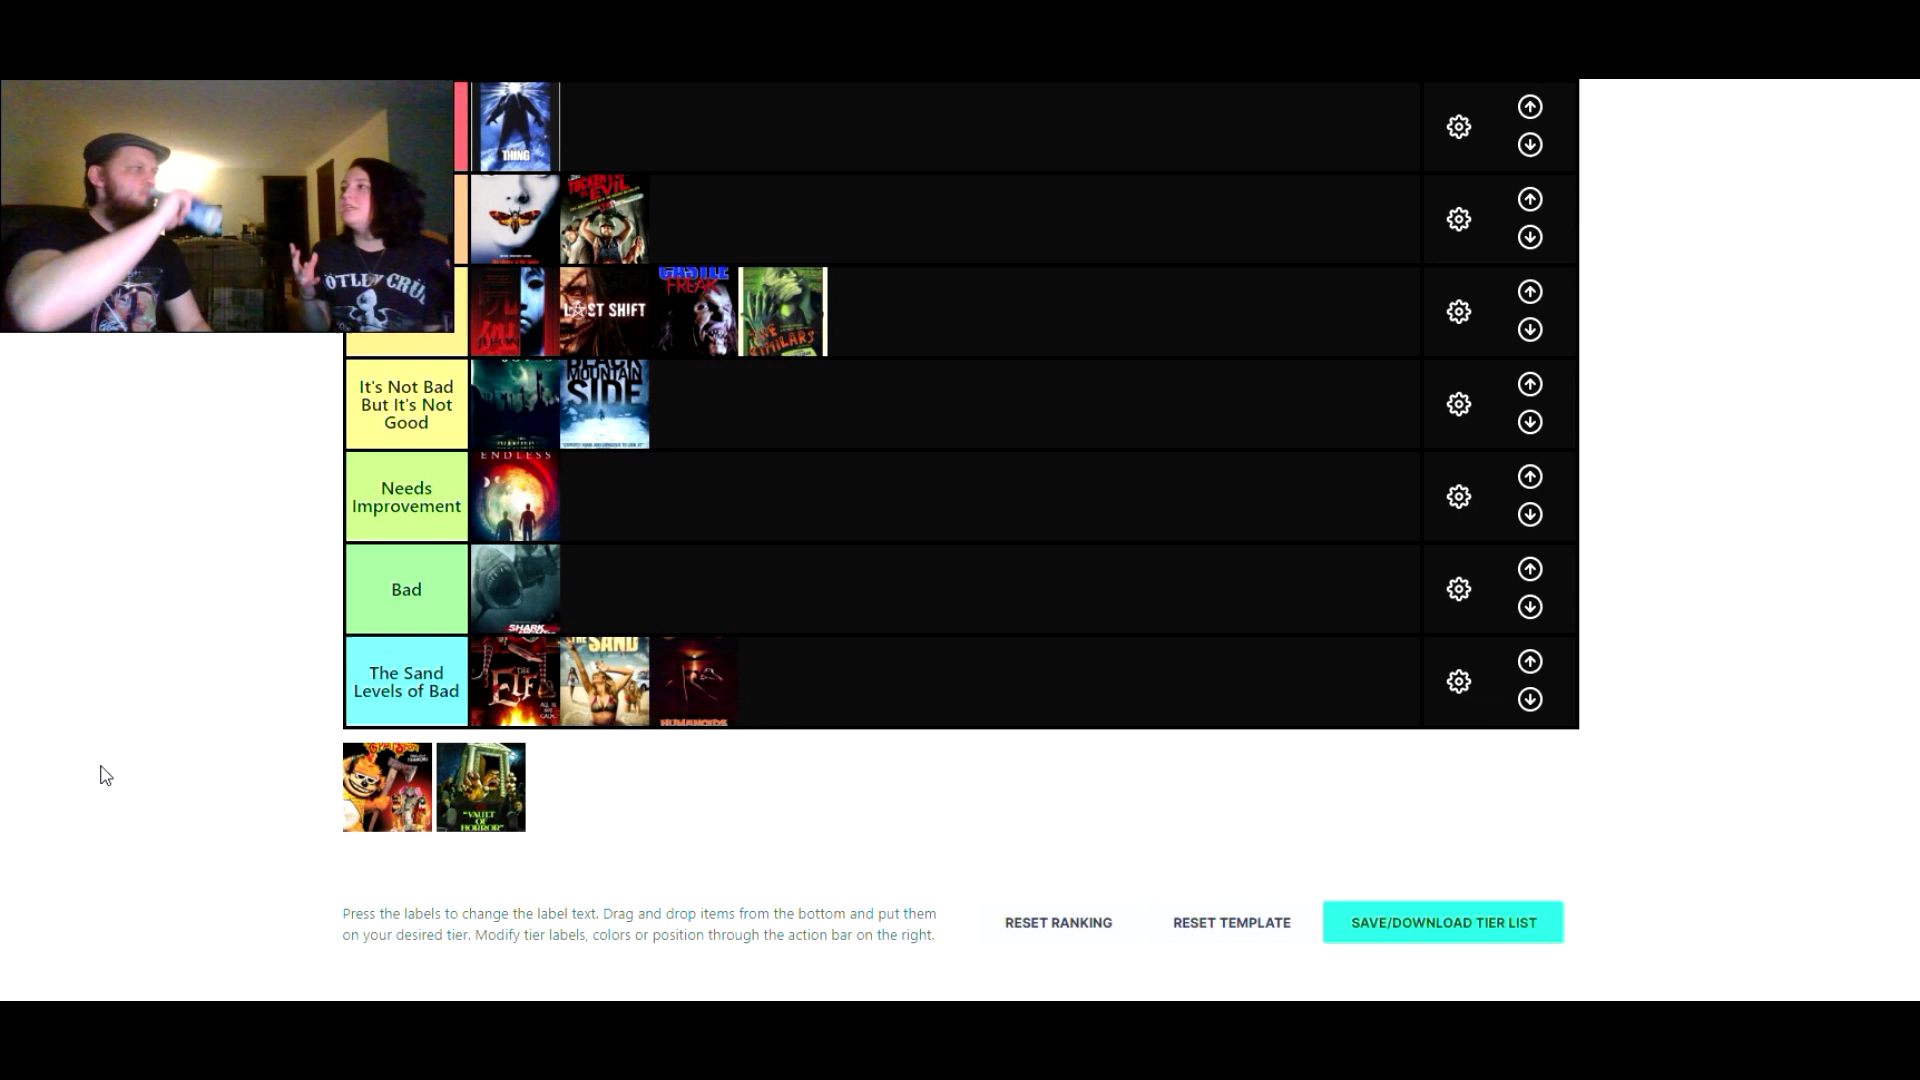 THING
TUCKER
EVIL
ÖTLEY CRÜ
LAST SHIFT
CASTLE
FREAK
SIMILARS
It's Not Bad
But It's Not
Good
BLACK
MOUNTAIN
SIDE
Needs
Improvement
ENDLESS
Bad
SHARK
The Sand
Levels of Bad
THE
ELF
THE SAND
HUMANOIDS
"VAULT
OF
HORROR"
Press the labels to change the label text. Drag and drop items from the bottom and put them
on your desired tier. Modify tier labels, colors or position through the action bar on the right.
RESET RANKING
RESET TEMPLATE
SAVE/DOWNLOAD TIER LIST